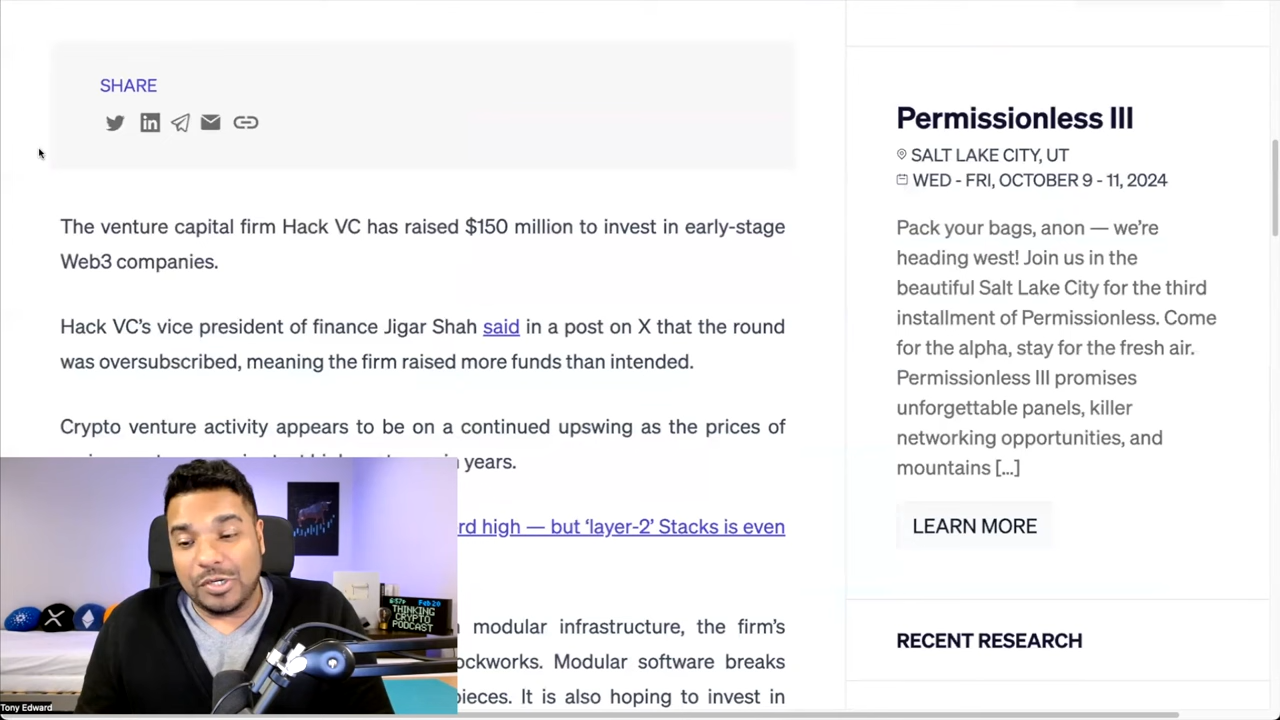 SHARE
The venture capital firm Hack VC has raised $150 million to invest in early-stage
Web3 companies.
Hack VC’s vice president of finance Jigar Shah said in a post on X that the round
was oversubscribed, meaning the firm raised more funds than intended.
Crypto venture activity appears to be on a continued upswing as the prices of
years.
rd high — but ‘layer-2’ Stacks is even
modular infrastructure, the firm’s
ockworks. Modular software breaks
pieces. It is also hoping to invest in
Permissionless III
SALT LAKE CITY, UT
WED - FRI, OCTOBER 9 - 11, 2024
Pack your bags, anon — we’re
heading west! Join us in the
beautiful Salt Lake City for the third
installment of Permissionless. Come
for the alpha, stay for the fresh air.
Permissionless III promises
unforgettable panels, killer
networking opportunities, and
mountains [...]
LEARN MORE
RECENT RESEARCH
6:57P Feb20
THINKING
CRYPTO
PODCAST
Tony Edward